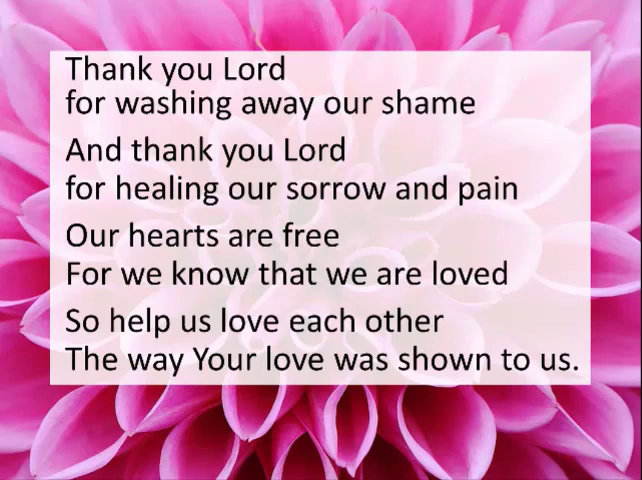 Thank you Lord
for washing away our shame
And thank you Lord
for healing our sorrow and pain
Our hearts are free
For we know that we are loved
So help us love each other
The way Your love was shown to us.